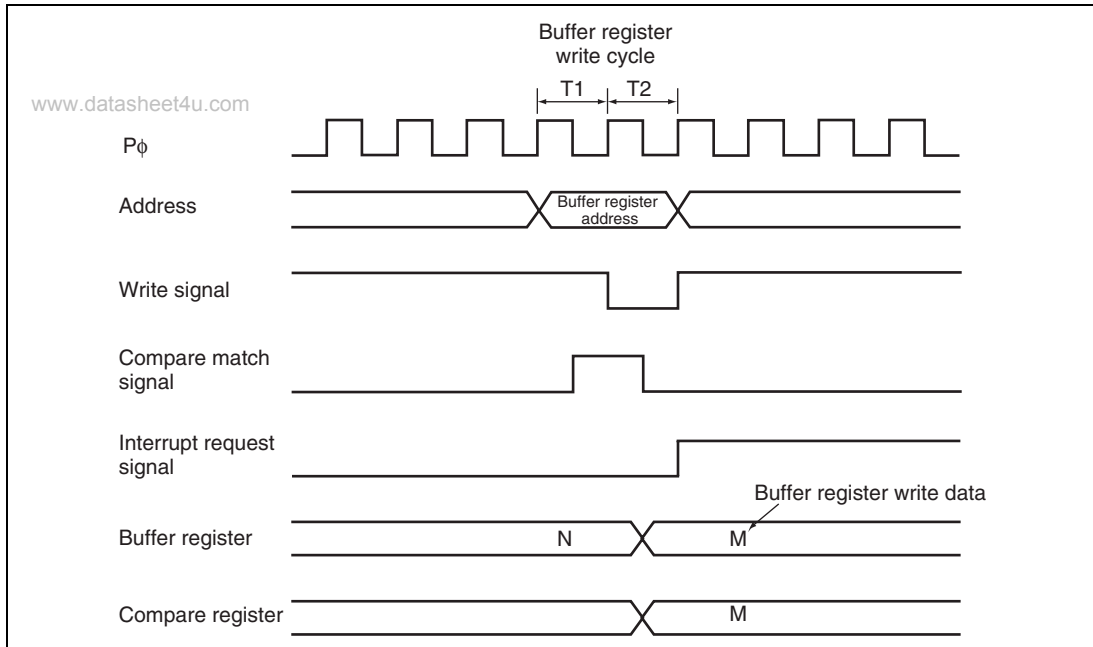 Buffer register
write cycle
T1 T2
www.datasheet4u.com
Pϕ
Address
Buffer register
address
Write signal
Compare match
signal
Interrupt request
signal
Buffer register write data
Buffer register
N M
Compare register
M